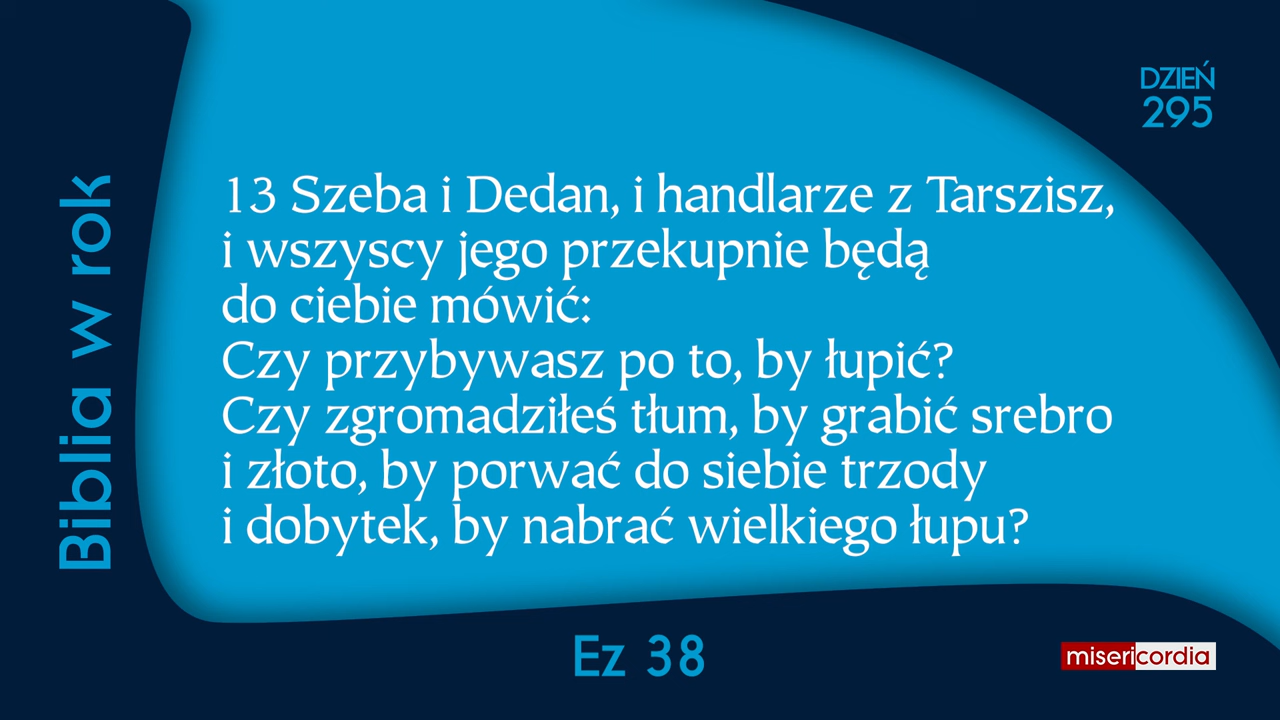 DZIEŃ
295
Biblia w rok
13 Szeba i Dedan, i handlarze z Tarszisz,
i wszyscy jego przekupnie będą
do ciebie mówić:
Czy przybywasz po to, by łupić?
Czy zgromadziłeś tłum, by grabić srebro
i złoto, by porwać do siebie trzody
i dobytek, by nabrać wielkiego łupu?
Ez 38
misericordia